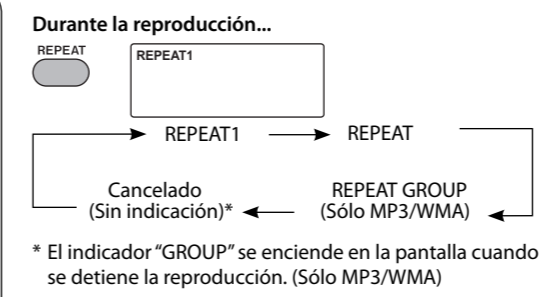 Durante la reproducción...
REPEAT
REPEAT1
REPEAT1
REPEAT
Cancelado
(Sin indicación)*
REPEAT GROUP
(Sólo MP3/WMA)
* El indicador “GROUP” se enciende en la pantalla cuando
se detiene la reproducción. (Sólo MP3/WMA)